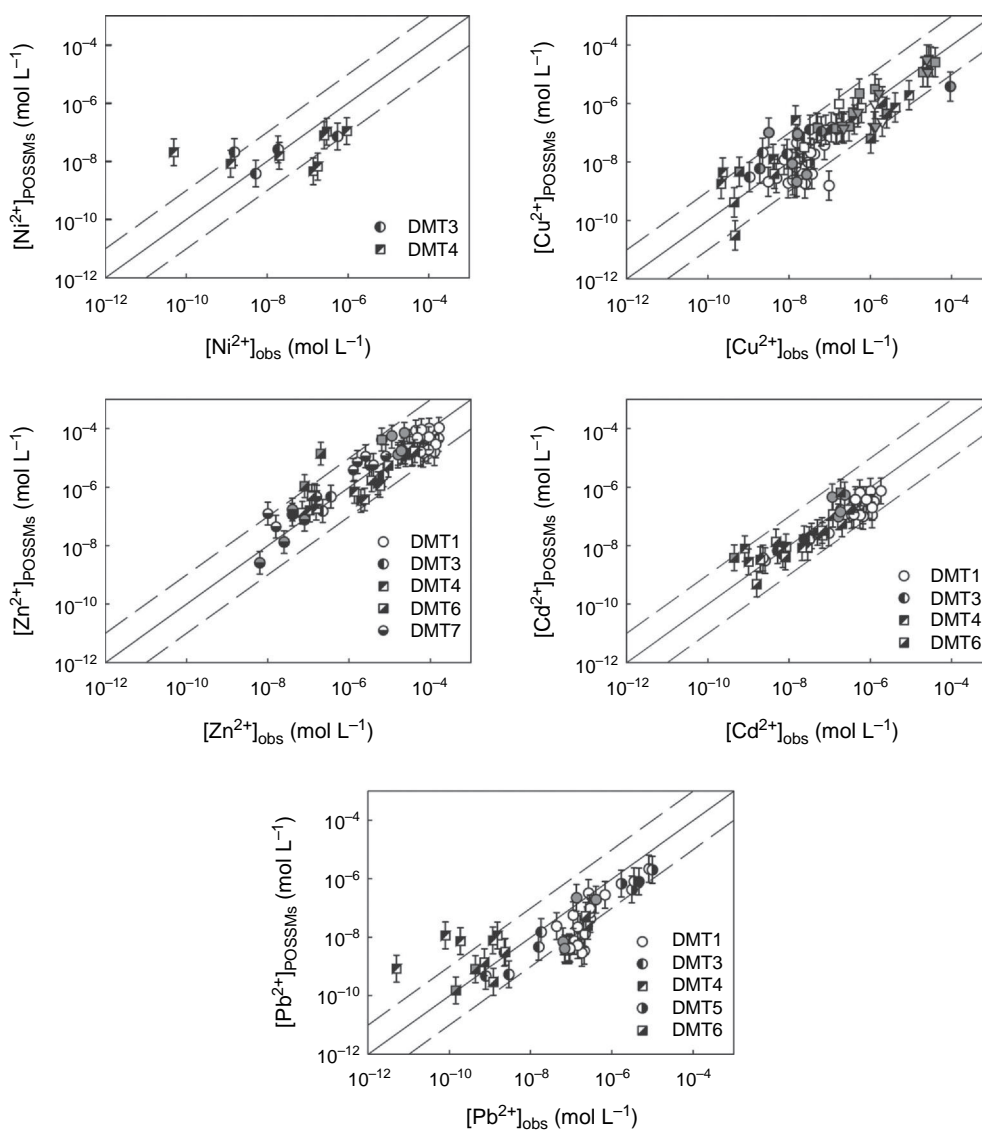 10⁻⁴
10⁻⁶
10⁻⁸
10⁻¹⁰
10⁻¹²
[Ni²⁺]POSSMs (mol L⁻¹)
DMT3
DMT4
10⁻¹² 10⁻¹⁰ 10⁻⁸ 10⁻⁶ 10⁻⁴
[Ni²⁺]obs (mol L⁻¹)
10⁻⁴
10⁻⁶
10⁻⁸
10⁻¹⁰
10⁻¹²
[Cu²⁺]POSSMs (mol L⁻¹)
10⁻¹² 10⁻¹⁰ 10⁻⁸ 10⁻⁶ 10⁻⁴
[Cu²⁺]obs (mol L⁻¹)
10⁻⁴
10⁻⁶
10⁻⁸
10⁻¹⁰
10⁻¹²
[Zn²⁺]POSSMs (mol L⁻¹)
DMT1
DMT3
DMT4
DMT6
DMT7
10⁻¹² 10⁻¹⁰ 10⁻⁸ 10⁻⁶ 10⁻⁴
[Zn²⁺]obs (mol L⁻¹)
10⁻⁴
10⁻⁶
10⁻⁸
10⁻¹⁰
10⁻¹²
[Cd²⁺]POSSMs (mol L⁻¹)
DMT1
DMT3
DMT4
DMT6
10⁻¹² 10⁻¹⁰ 10⁻⁸ 10⁻⁶ 10⁻⁴
[Cd²⁺]obs (mol L⁻¹)
10⁻⁴
10⁻⁶
10⁻⁸
10⁻¹⁰
10⁻¹²
[Pb²⁺]POSSMs (mol L⁻¹)
DMT1
DMT3
DMT4
DMT5
DMT6
10⁻¹² 10⁻¹⁰ 10⁻⁸ 10⁻⁶ 10⁻⁴
[Pb²⁺]obs (mol L⁻¹)